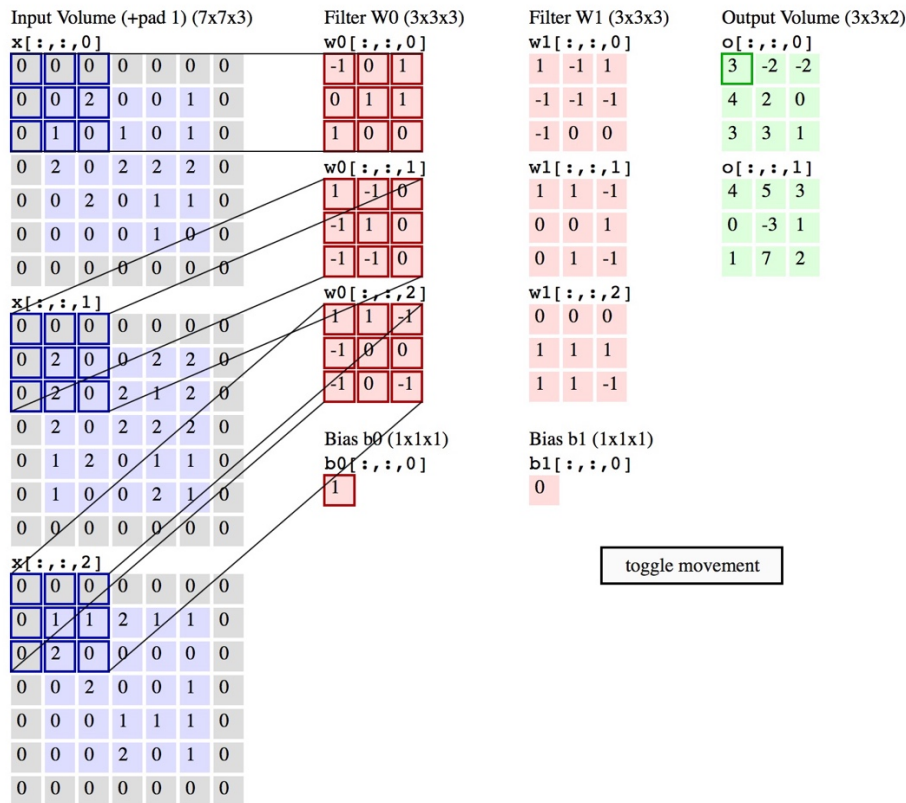 Input Volume (+pad 1) (7x7x3)
x[:,:,0]
0 0 0 0 0 0 0
0 0 2 0 0 1 0
0 1 0 1 0 1 0
0 2 0 2 2 2 0
0 0 2 0 1 1 0
0 0 0 0 1 0 0
0 0 0 0 0 0 0
x[:,:,1]
0 0 0 0 0 0 0
0 2 0 0 2 2 0
0 2 0 2 1 2 0
0 2 0 2 2 2 0
0 1 2 0 1 1 0
0 1 0 0 2 1 0
0 0 0 0 0 0 0
x[:,:,2]
0 0 0 0 0 0 0
0 1 1 2 1 1 0
0 2 0 0 0 0 0
0 0 2 0 0 1 0
0 0 0 1 1 1 0
0 0 0 2 0 1 0
0 0 0 0 0 0 0
Filter W0 (3x3x3)
w0[:,:,0]
-1 0 1
0 1 1
1 0 0
w0[:,:,1]
1 -1 0
-1 1 0
-1 -1 0
w0[:,:,2]
1 1 -1
-1 0 0
-1 0 -1
Bias b0 (1x1x1)
b0[:,:,0]
1
Filter W1 (3x3x3)
w1[:,:,0]
1 -1 1
-1 -1 -1
-1 0 0
w1[:,:,1]
1 1 -1
0 0 1
0 1 -1
w1[:,:,2]
0 0 0
1 1 1
1 1 -1
Bias b1 (1x1x1)
b1[:,:,0]
0
Output Volume (3x3x2)
o[:,:,0]
3 -2 -2
4 2 0
3 3 1
o[:,:,1]
4 5 3
0 -3 1
1 7 2
toggle movement